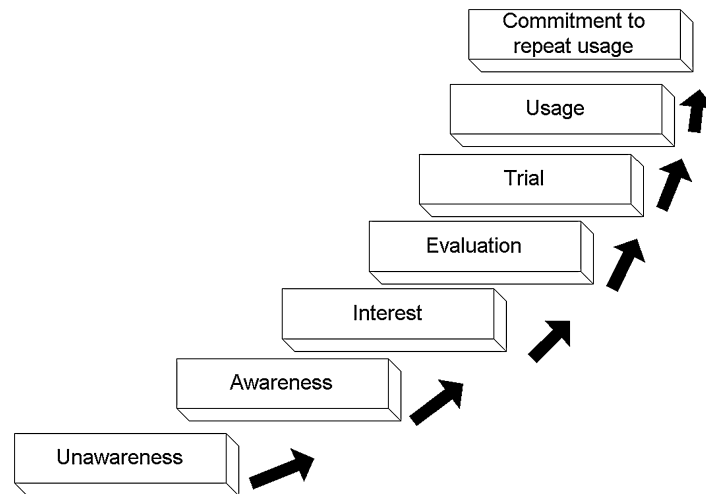 Commitment to
repeat usage
Usage
Trial
Evaluation
Interest
Awareness
Unawareness